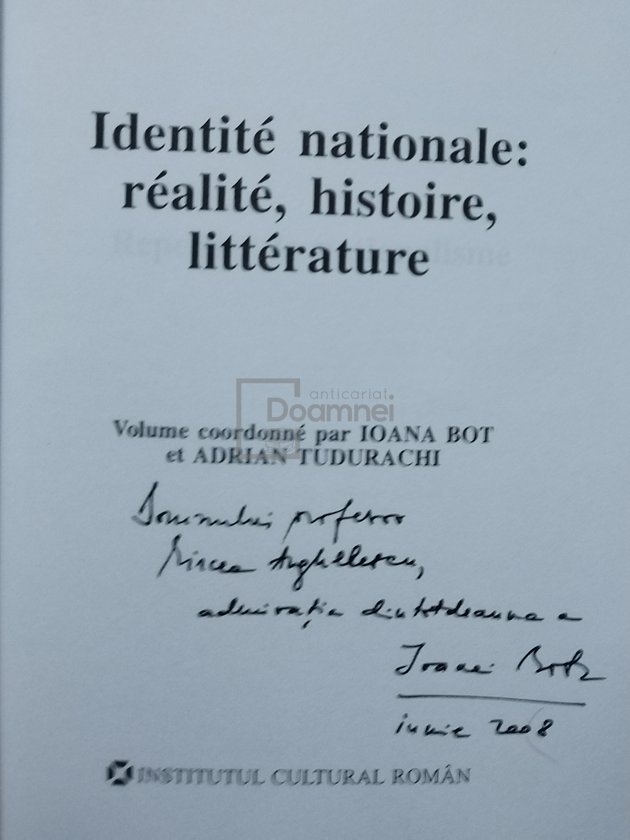 Identité nationale:
réalité, histoire,
littérature
anticariat.
Doamnei
Volume coordonné par IOANA BOT
et ADRIAN TUDURACHI
Domnului profesor
Mircea Anghelescu,
admirația dintotdeauna a
Ioanei Bot
iunie 2008
INSTITUTUL CULTURAL ROMÂN